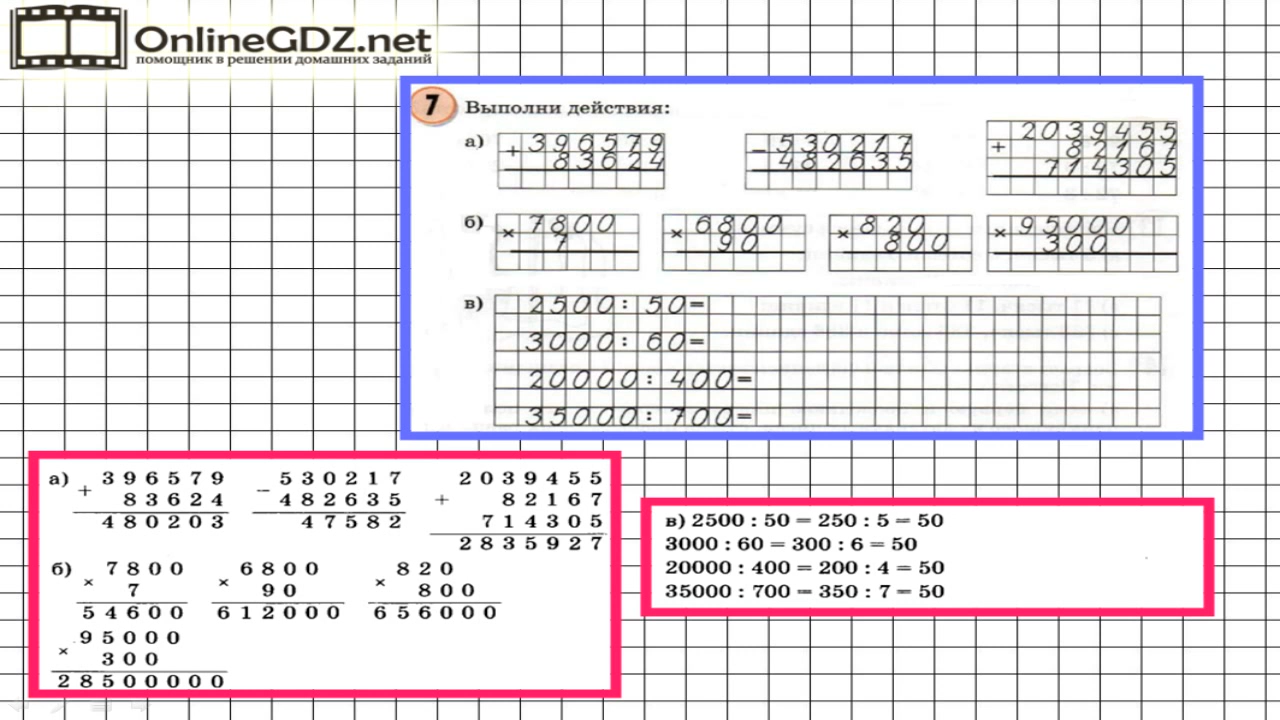 OnlineGDZ.net
помощник в решении домашних заданий
7 Выполни действия:
а) + 396579 - 530217 2039455
83624 482635 + 82167
714305
б) × 7800 × 6800 × 820 × 95000
7 90 800 300
в) 2500 : 50 =
3000 : 60 =
20000 : 400 =
35000 : 700 =
а) + 396579 - 530217 + 2039455
83624 482635 82167
480203 47582 714305
2835927
б) × 7800 × 6800 × 820
7 90 800
54600 612000 656000
× 95000
300
28500000
в) 2500 : 50 = 250 : 5 = 50
3000 : 60 = 300 : 6 = 50
20000 : 400 = 200 : 4 = 50
35000 : 700 = 350 : 7 = 50